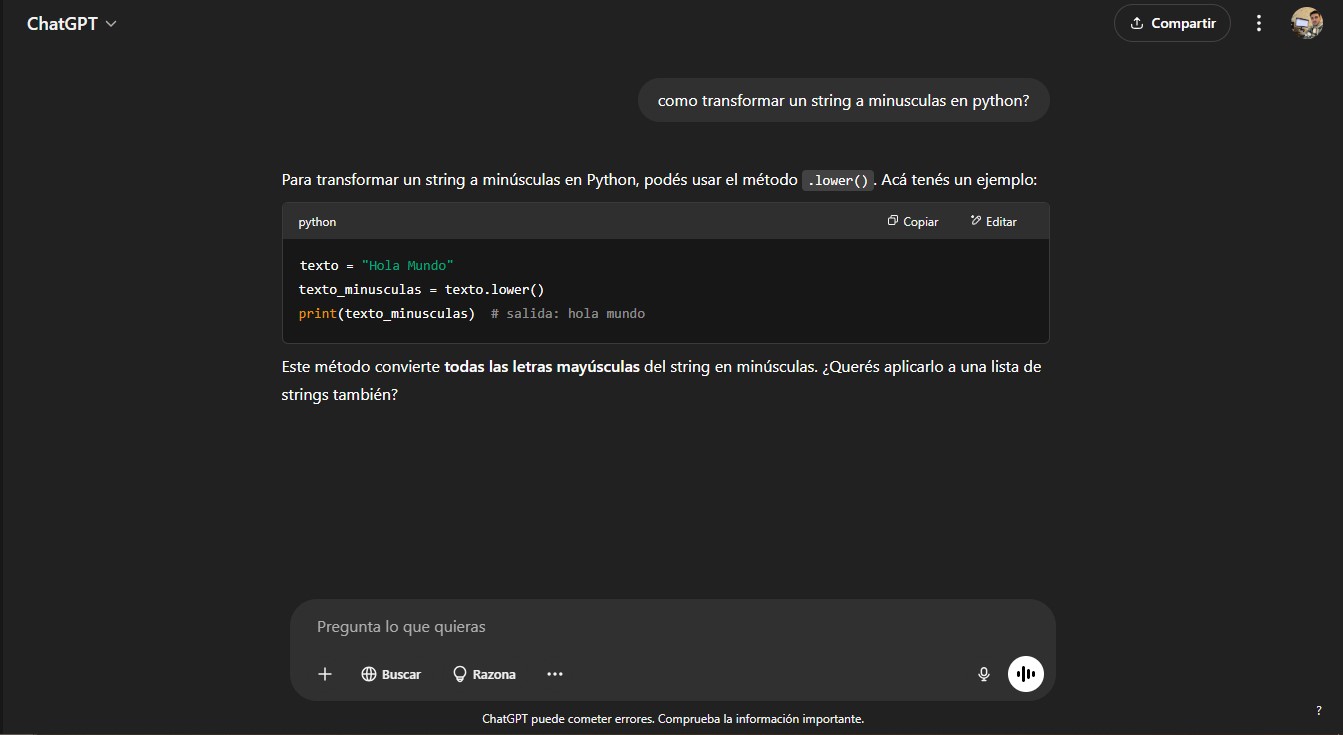 ChatGPT
Compartir
como transformar un string a minusculas en python?
Para transformar un string a minúsculas en Python, podés usar el método .lower(). Acá tenés un ejemplo:
python
Copiar
Editar
texto = "Hola Mundo"
texto_minusculas = texto.lower()
print(texto_minusculas)  # salida: hola mundo
Este método convierte todas las letras mayúsculas del string en minúsculas. ¿Querés aplicarlo a una lista de
strings también?
Pregunta lo que quieras
Buscar
Razona
ChatGPT puede cometer errores. Comprueba la información importante.
?